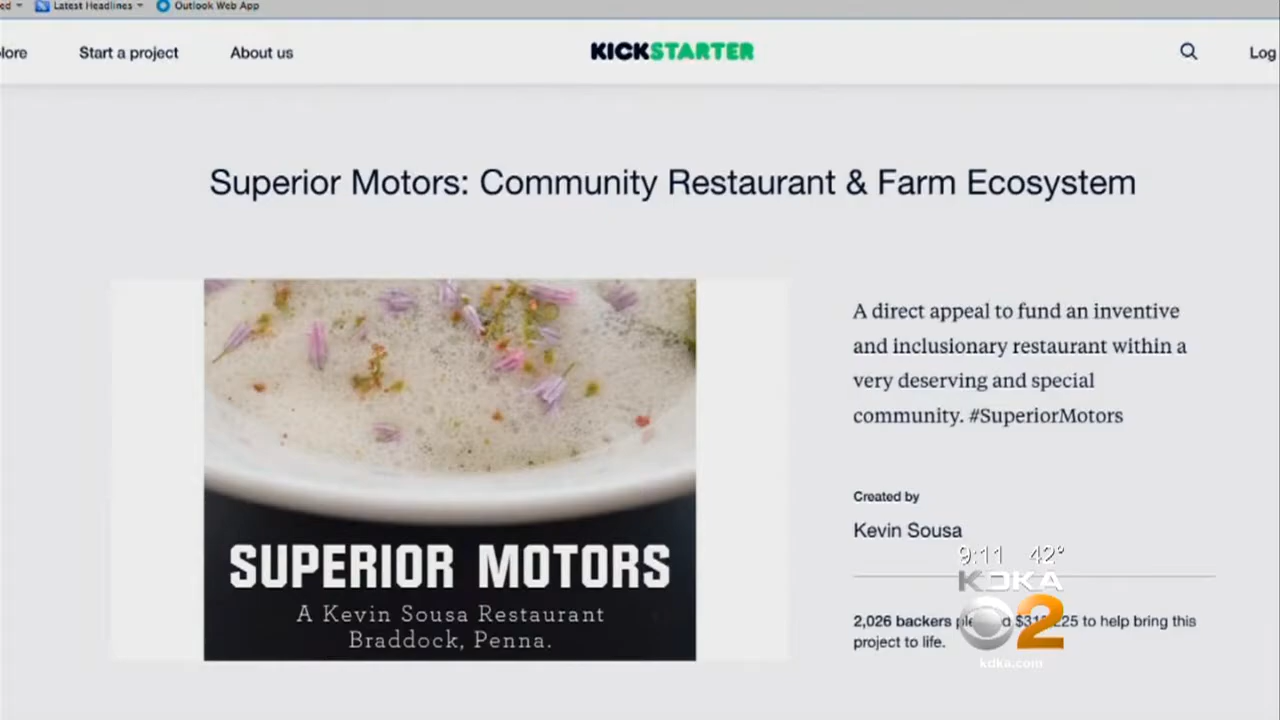 ed Latest Headlines Outlook Web App
lore Start a project About us KICKSTARTER Log
Superior Motors: Community Restaurant & Farm Ecosystem
A direct appeal to fund an inventive
and inclusionary restaurant within a
very deserving and special
community. #SuperiorMotors
Created by
Kevin Sousa
SUPERIOR MOTORS
A Kevin Sousa Restaurant
Braddock, Penna.
9:11 42°
KDKA
2
kdka.com
2,026 backers to help bring this
project to life.